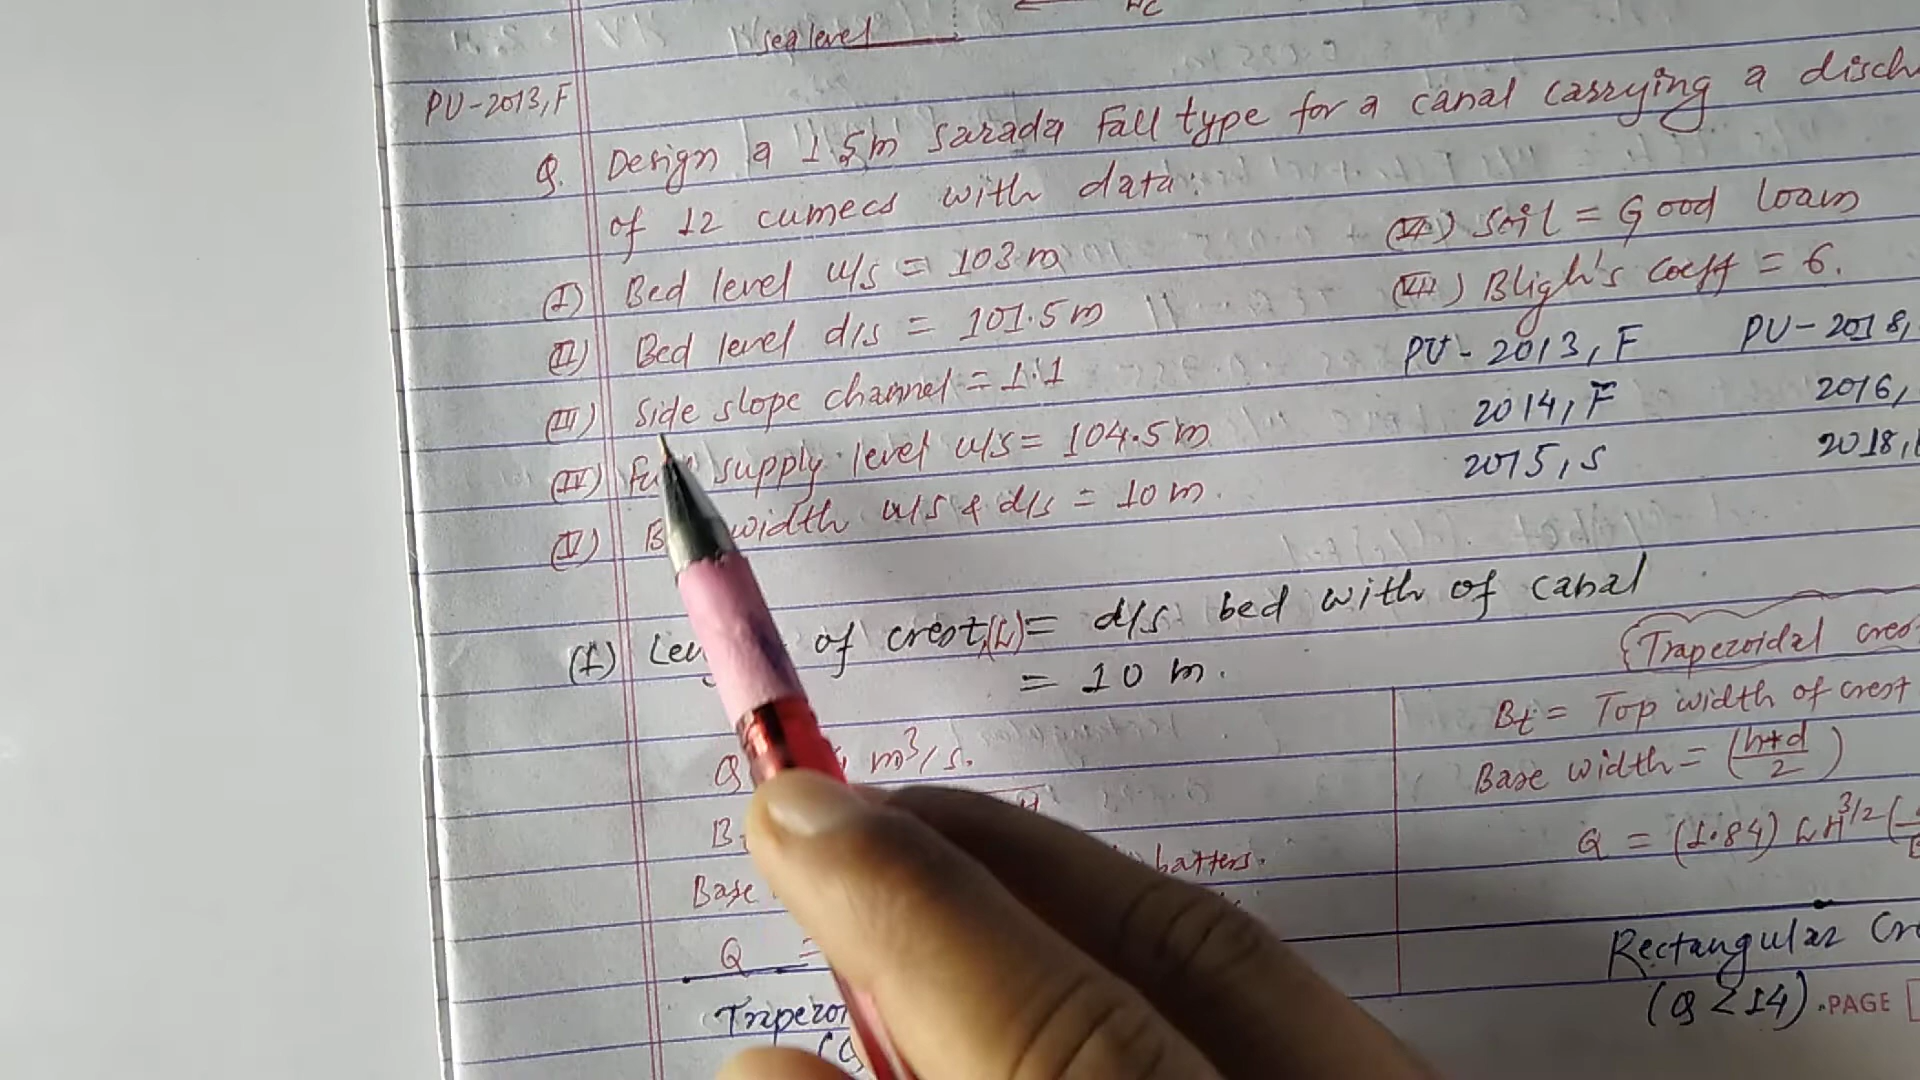 sea level
PU-2013,F
Q. Design a 1.5m Sarada Fall type for a canal carrying a disch
of 12 cumecs with data:
(I) Bed level u/s = 103 m
(II) Bed level d/s = 101.5 m
(III) Side slope channel = 1:1
(IV) supply level u/s = 104.5 m
(V) width u/s & d/s = 10 m.
(VI) Soil = Good loam
(VII) Bligh's coeff = 6.
PU - 2013, F PU - 2018,
2014, F 2016,
2015, S 2018,
(I) of crest,(L) = d/s bed with of canal
= 10 m.
Q m³/s.
B
Base batters.
Q =
(Q
Trapezoidal cres
Bt = Top width of crest
Base width = (h+d/2)
Q = (1.84) LH^3/2 (
Rectangular Cr
(Q < 14).
PAGE